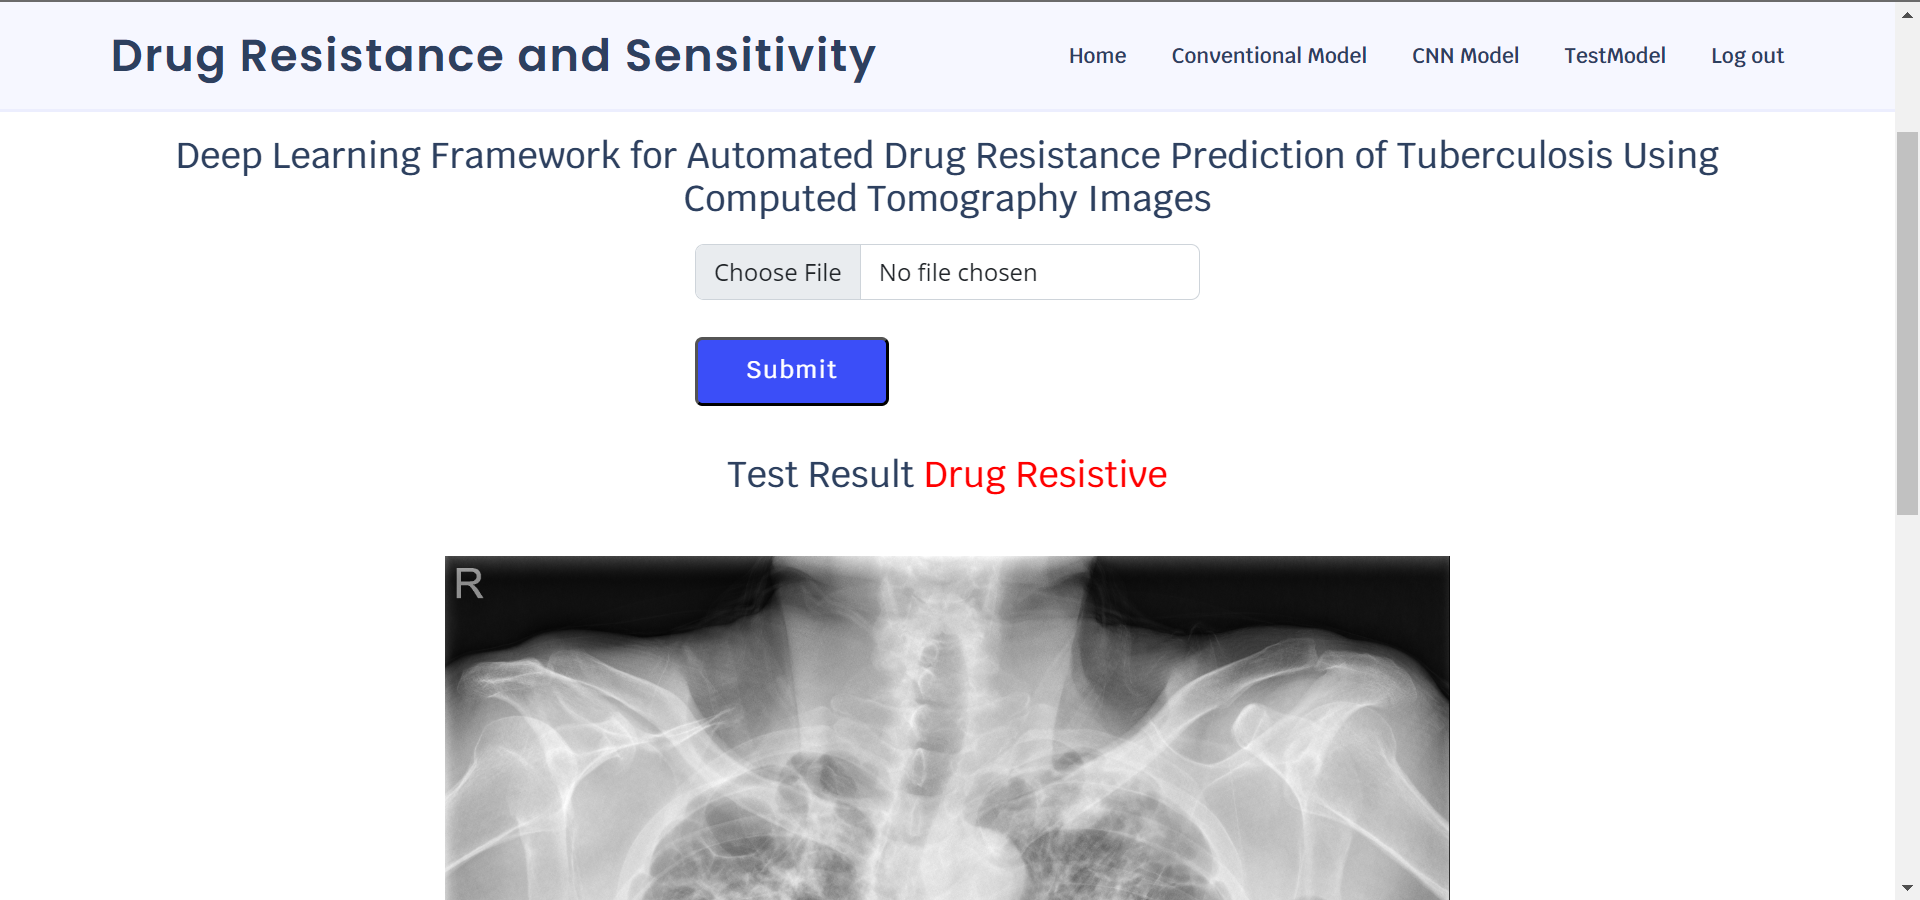 Drug Resistance and Sensitivity
Home Conventional Model CNN Model TestModel Log out
Deep Learning Framework for Automated Drug Resistance Prediction of Tuberculosis Using
Computed Tomography Images
Choose File No file chosen
Submit
Test Result Drug Resistive
R